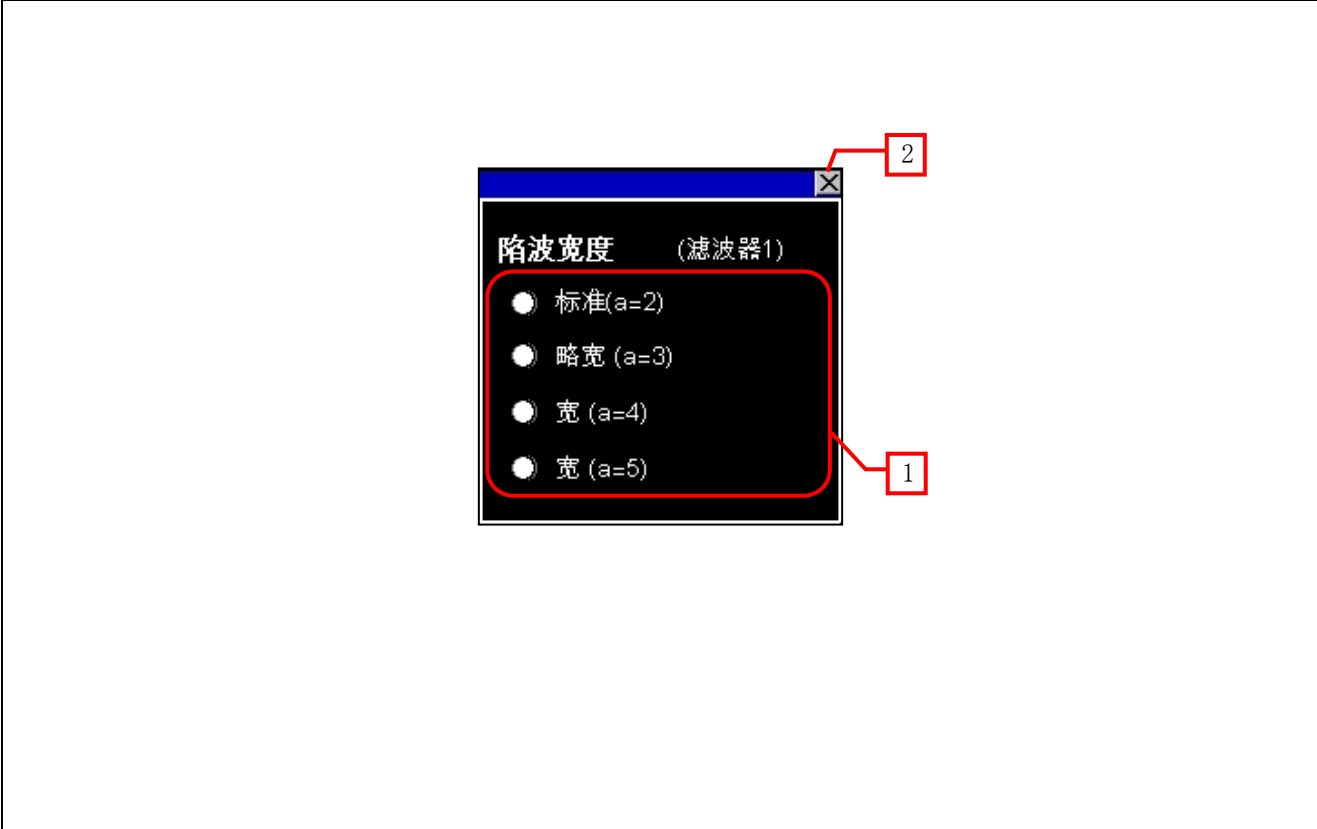 2
陷波宽度 (滤波器1)
标准(a=2)
略宽 (a=3)
宽 (a=4)
宽 (a=5)
1